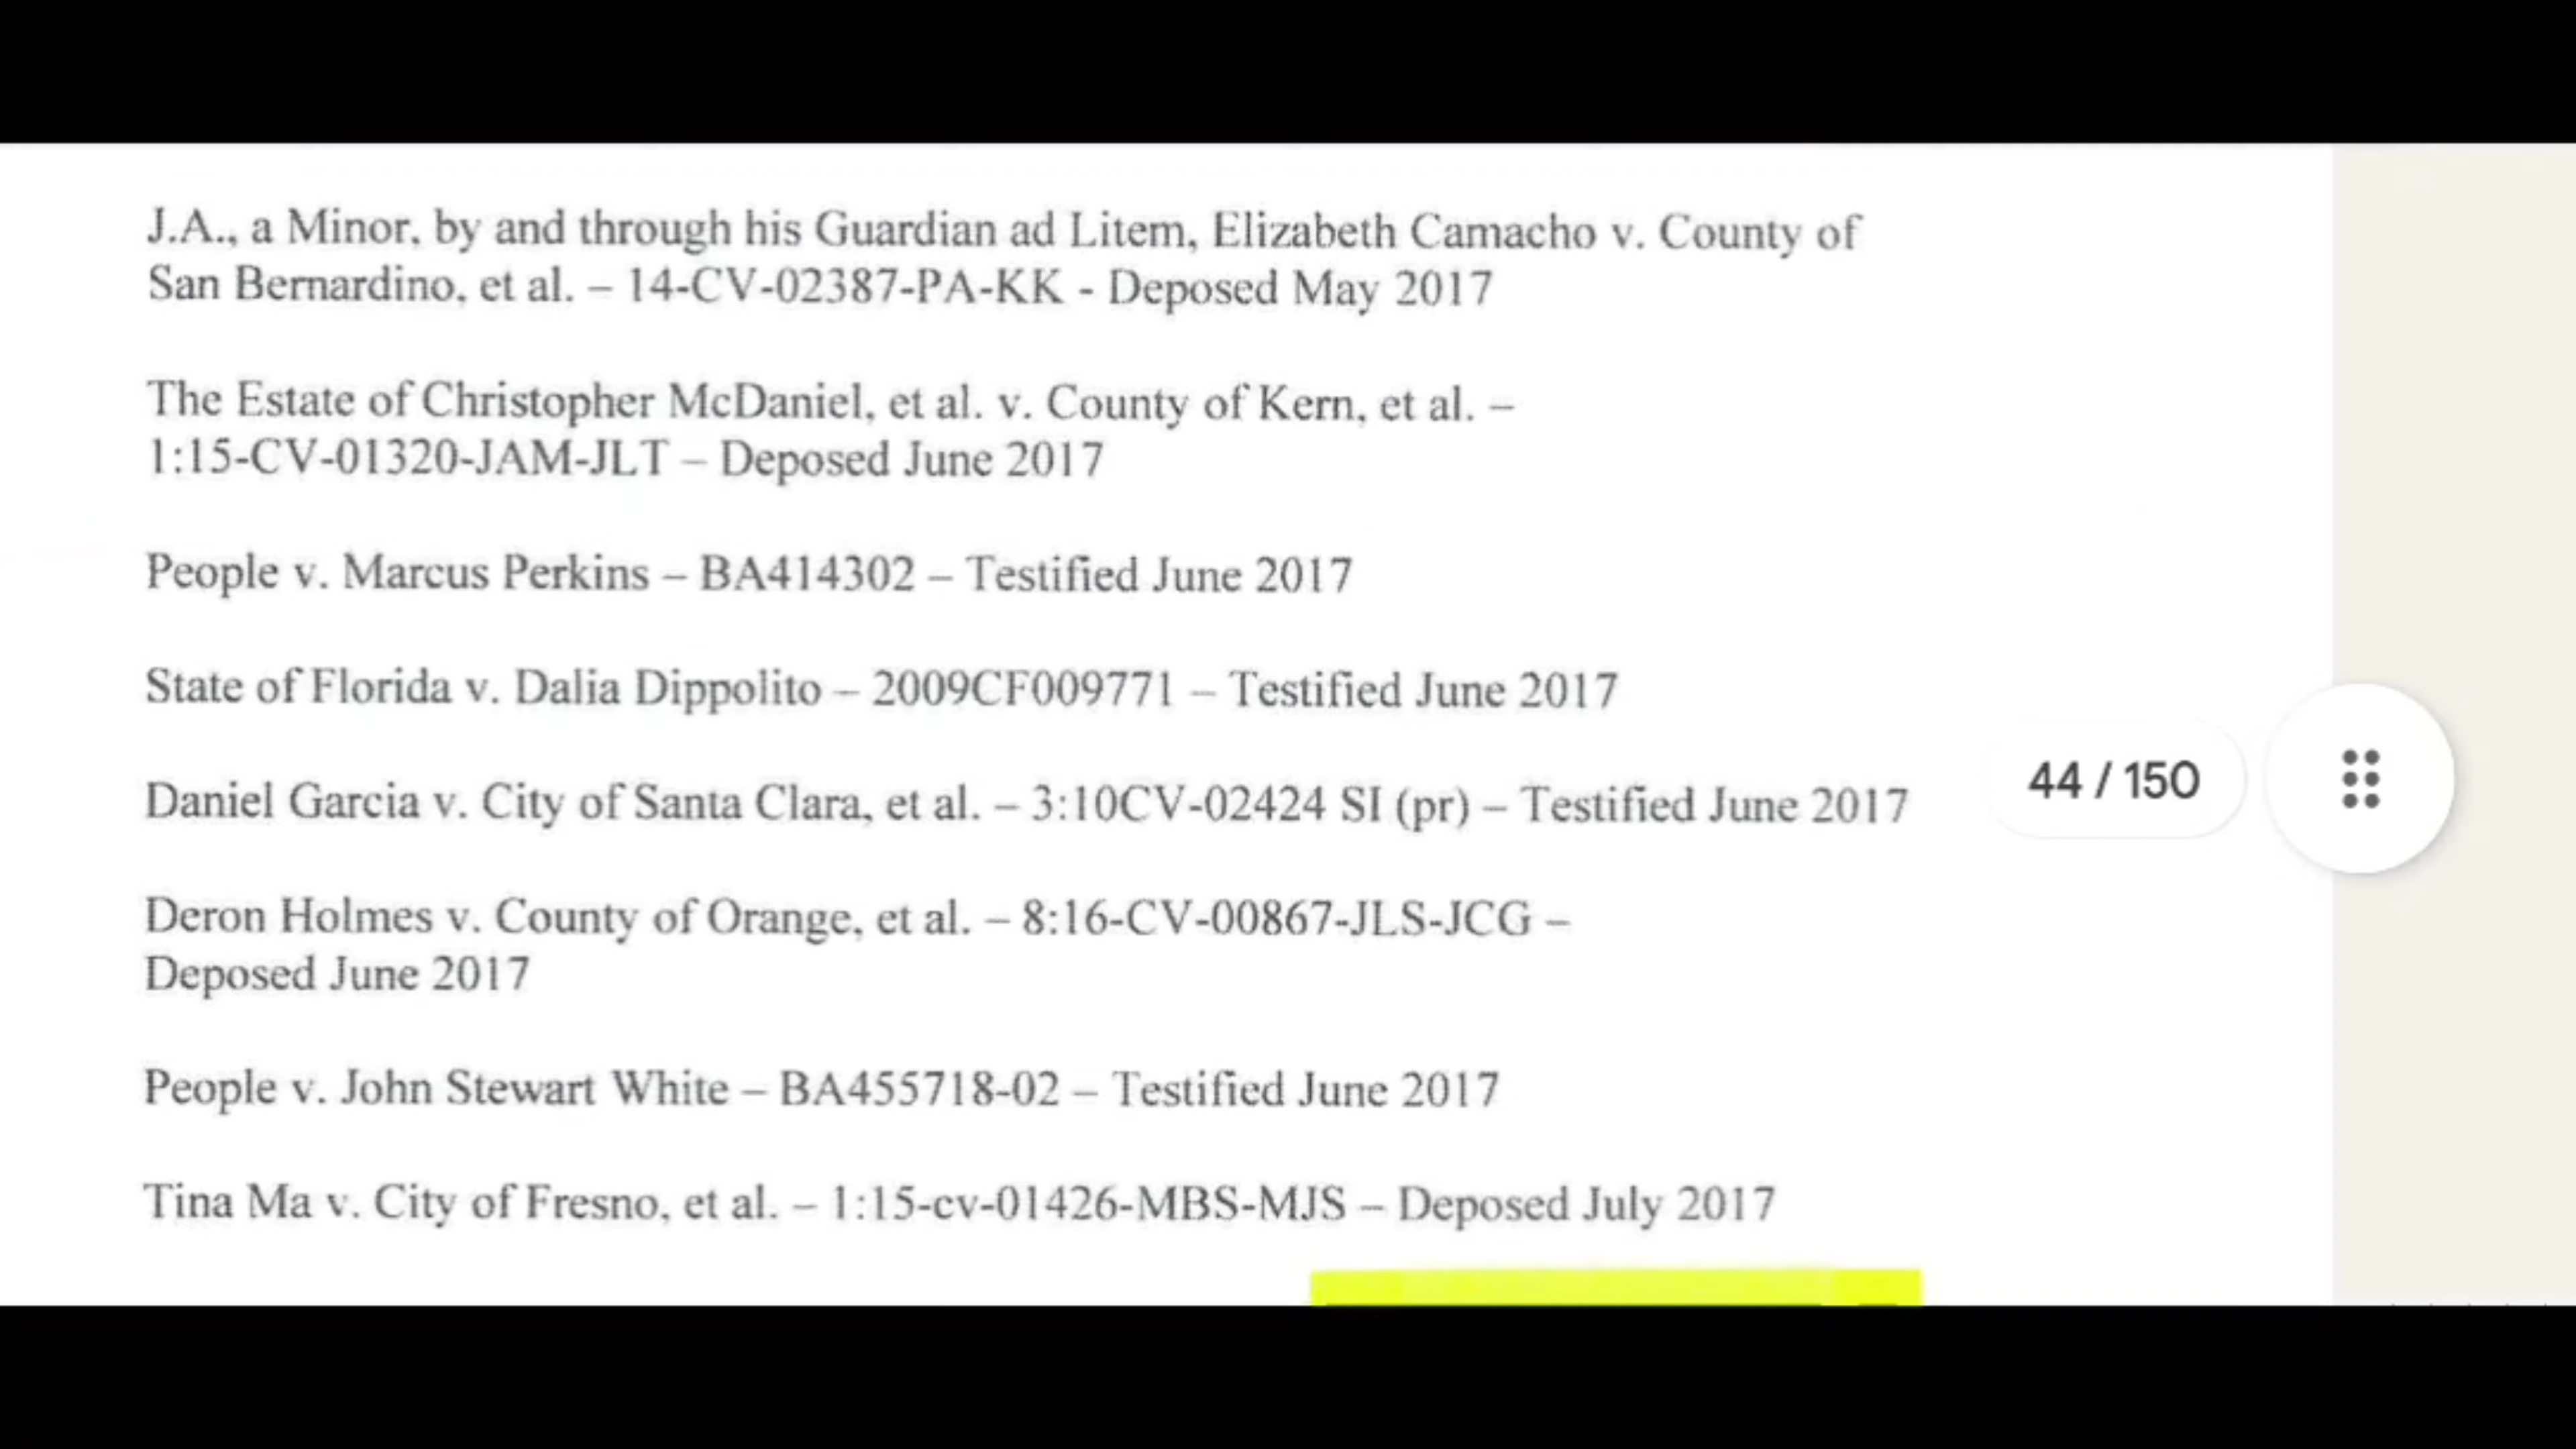 J.A., a Minor, by and through his Guardian ad Litem, Elizabeth Camacho v. County of
San Bernardino, et al. – 14-CV-02387-PA-KK - Deposed May 2017
The Estate of Christopher McDaniel, et al. v. County of Kern, et al. –
1:15-CV-01320-JAM-JLT – Deposed June 2017
People v. Marcus Perkins – BA414302 – Testified June 2017
State of Florida v. Dalia Dippolito – 2009CF009771 – Testified June 2017
Daniel Garcia v. City of Santa Clara, et al. – 3:10CV-02424 SI (pr) – Testified June 2017
44 / 150
Deron Holmes v. County of Orange, et al. – 8:16-CV-00867-JLS-JCG –
Deposed June 2017
People v. John Stewart White – BA455718-02 – Testified June 2017
Tina Ma v. City of Fresno, et al. – 1:15-cv-01426-MBS-MJS – Deposed July 2017